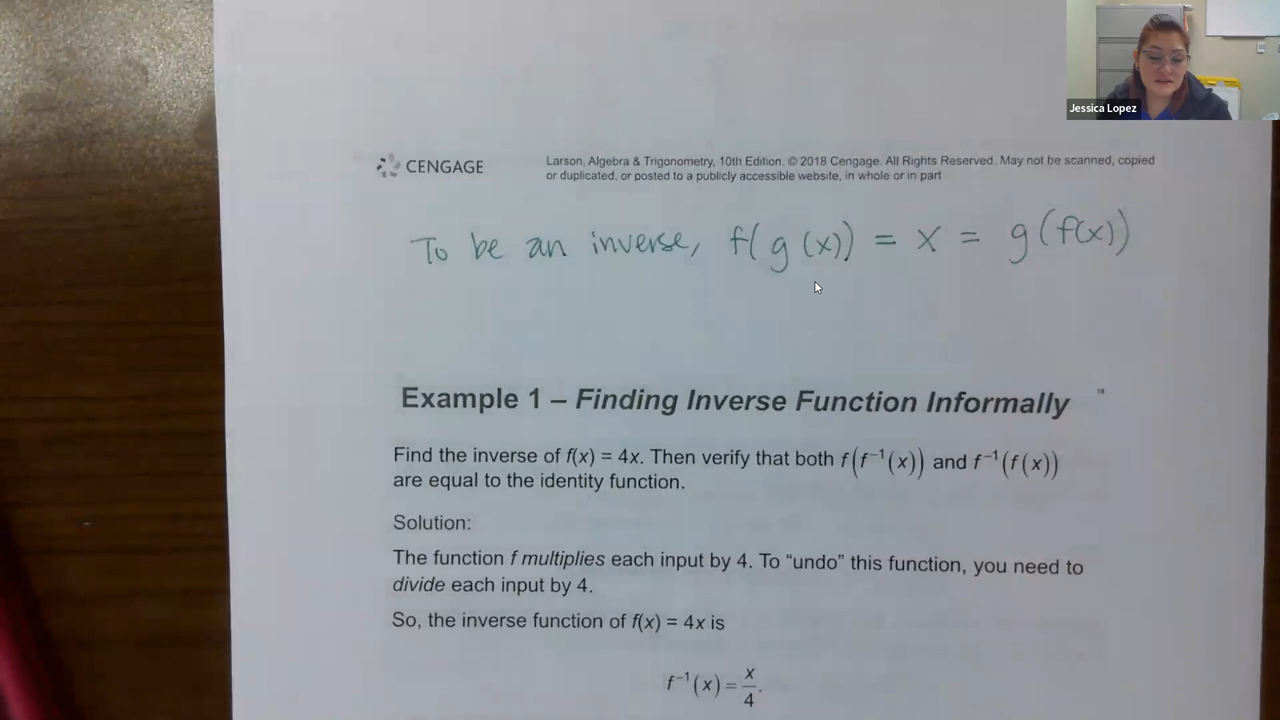 Jessica Lopez
CENGAGE
Larson, Algebra & Trigonometry, 10th Edition. © 2018 Cengage. All Rights Reserved. May not be scanned, copied
or duplicated, or posted to a publicly accessible website, in whole or in part
To be an inverse, f(g(x)) = x = g(f(x))
Example 1 – Finding Inverse Function Informally
Find the inverse of f(x) = 4x. Then verify that both f(f⁻¹(x)) and f⁻¹(f(x))
are equal to the identity function.
Solution:
The function f multiplies each input by 4. To “undo” this function, you need to
divide each input by 4.
So, the inverse function of f(x) = 4x is
f⁻¹(x) = x/4.